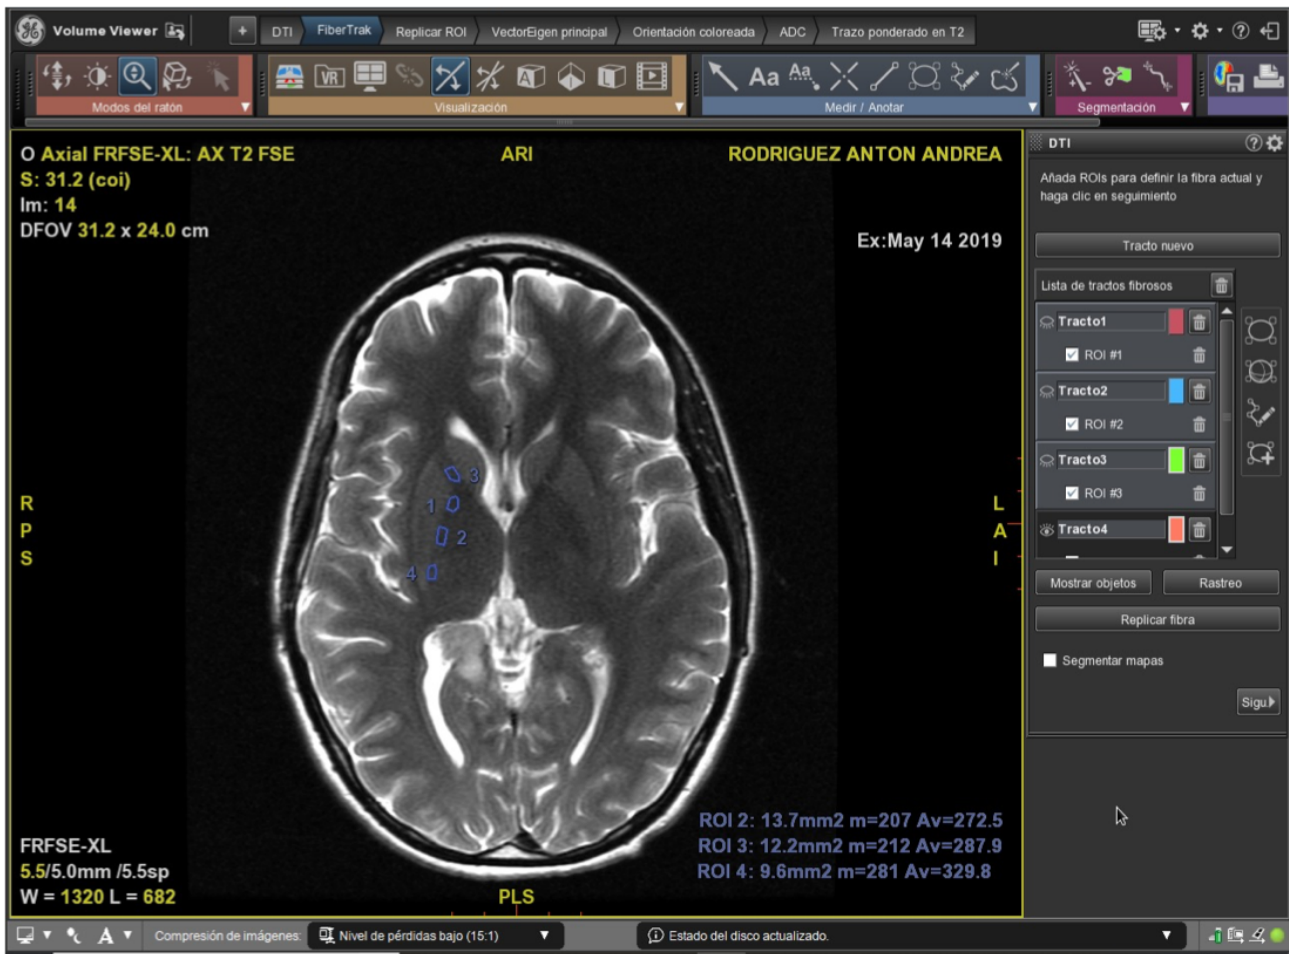 Volume Viewer
+
DTI
FiberTrak
Replicar ROI
VectorEigen principal
Orientación coloreada
ADC
Trazo ponderado en T2
VR
Aa
Aa
Modos del ratón
Visualización
Medir / Anotar
Segmentación
O Axial FRFSE-XL: AX T2 FSE
S: 31.2 (coi)
Im: 14
DFOV 31.2 x 24.0 cm
ARI
RODRIGUEZ ANTON ANDREA
Ex:May 14 2019
R
P
S
L
A
I
3
1
2
4
ROI 2: 13.7mm2 m=207 Av=272.5
ROI 3: 12.2mm2 m=212 Av=287.9
ROI 4: 9.6mm2 m=281 Av=329.8
FRFSE-XL
5.5/5.0mm /5.5sp
W = 1320 L = 682
PLS
DTI
Añada ROIs para definir la fibra actual y
haga clic en seguimiento
Tracto nuevo
Lista de tractos fibrosos
Tracto1
ROI #1
Tracto2
ROI #2
Tracto3
ROI #3
Tracto4
Mostrar objetos
Rastreo
Replicar fibra
Segmentar mapas
Sigu.
A
Compresión de imágenes:
Nivel de pérdidas bajo (15:1)
Estado del disco actualizado.